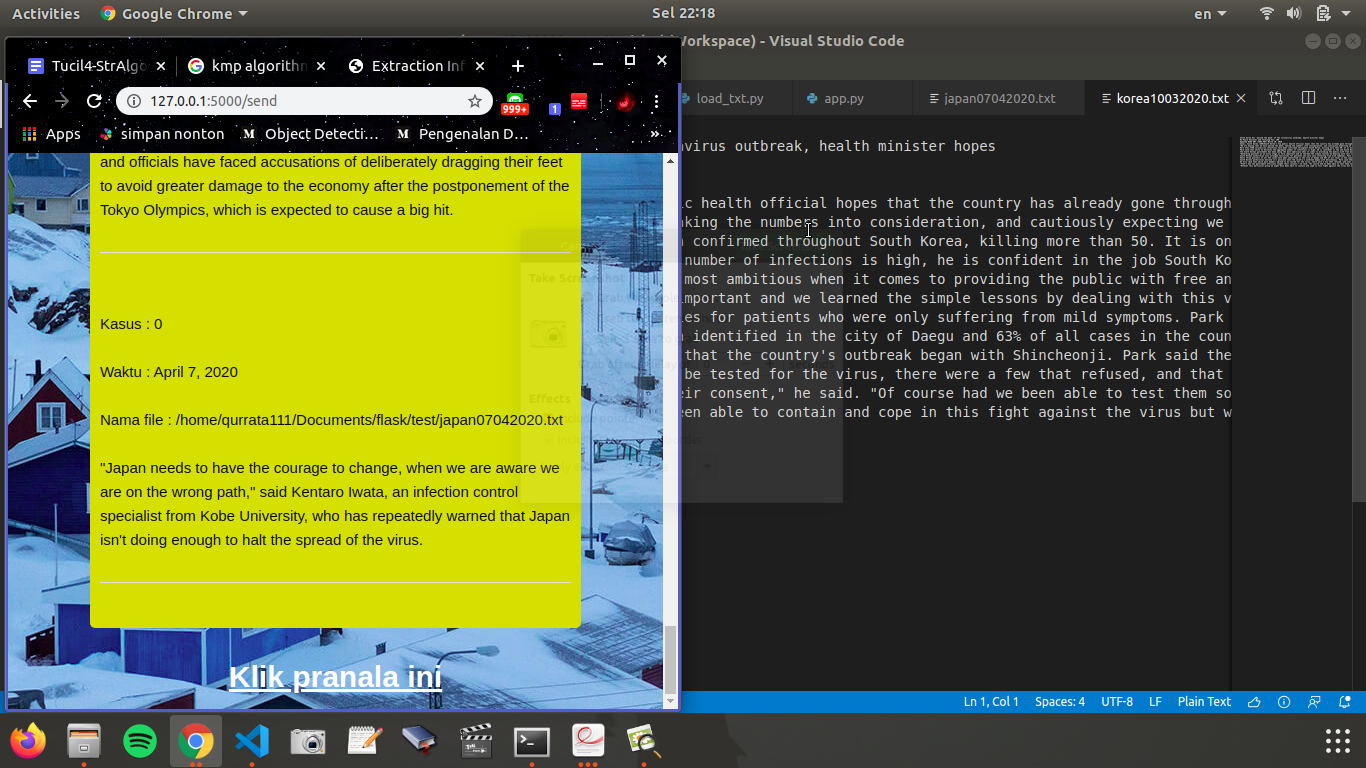 Activities
Google Chrome
Sel 22:18
en
Workspace) - Visual Studio Code
Tucil4-StrAlgo
kmp algorithm
Extraction Inf
127.0.0.1:5000/send
999+
1
Apps
simpan nonton
M Object Detecti...
M Pengenalan D...
»
load_txt.py
app.py
japan07042020.txt
korea10032020.txt
and officials have faced accusations of deliberately dragging their feet
to avoid greater damage to the economy after the postponement of the
Tokyo Olympics, which is expected to cause a big hit.
Kasus : 0
Waktu : April 7, 2020
Nama file : /home/qurrata111/Documents/flask/test/japan07042020.txt
"Japan needs to have the courage to change, when we are aware we
are on the wrong path," said Kentaro Iwata, an infection control
specialist from Kobe University, who has repeatedly warned that Japan
isn't doing enough to halt the spread of the virus.
Klik pranala ini
avirus outbreak, health minister hopes
ic health official hopes that the country has already gone through
aking the numbers into consideration, and cautiously expecting we
confirmed throughout South Korea, killing more than 50. It is on
number of infections is high, he is confident in the job South Ko
most ambitious when it comes to providing the public with free an
important and we learned the simple lessons by dealing with this v
es for patients who were only suffering from mild symptoms. Park
identified in the city of Daegu and 63% of all cases in the coun
that the country's outbreak began with Shincheonji. Park said the
be tested for the virus, there were a few that refused, and that
eir consent," he said. "Of course had we been able to test them so
een able to contain and cope in this fight against the virus but w
Take Screenshot
Effects
Ln 1, Col 1
Spaces: 4
UTF-8
LF
Plain Text